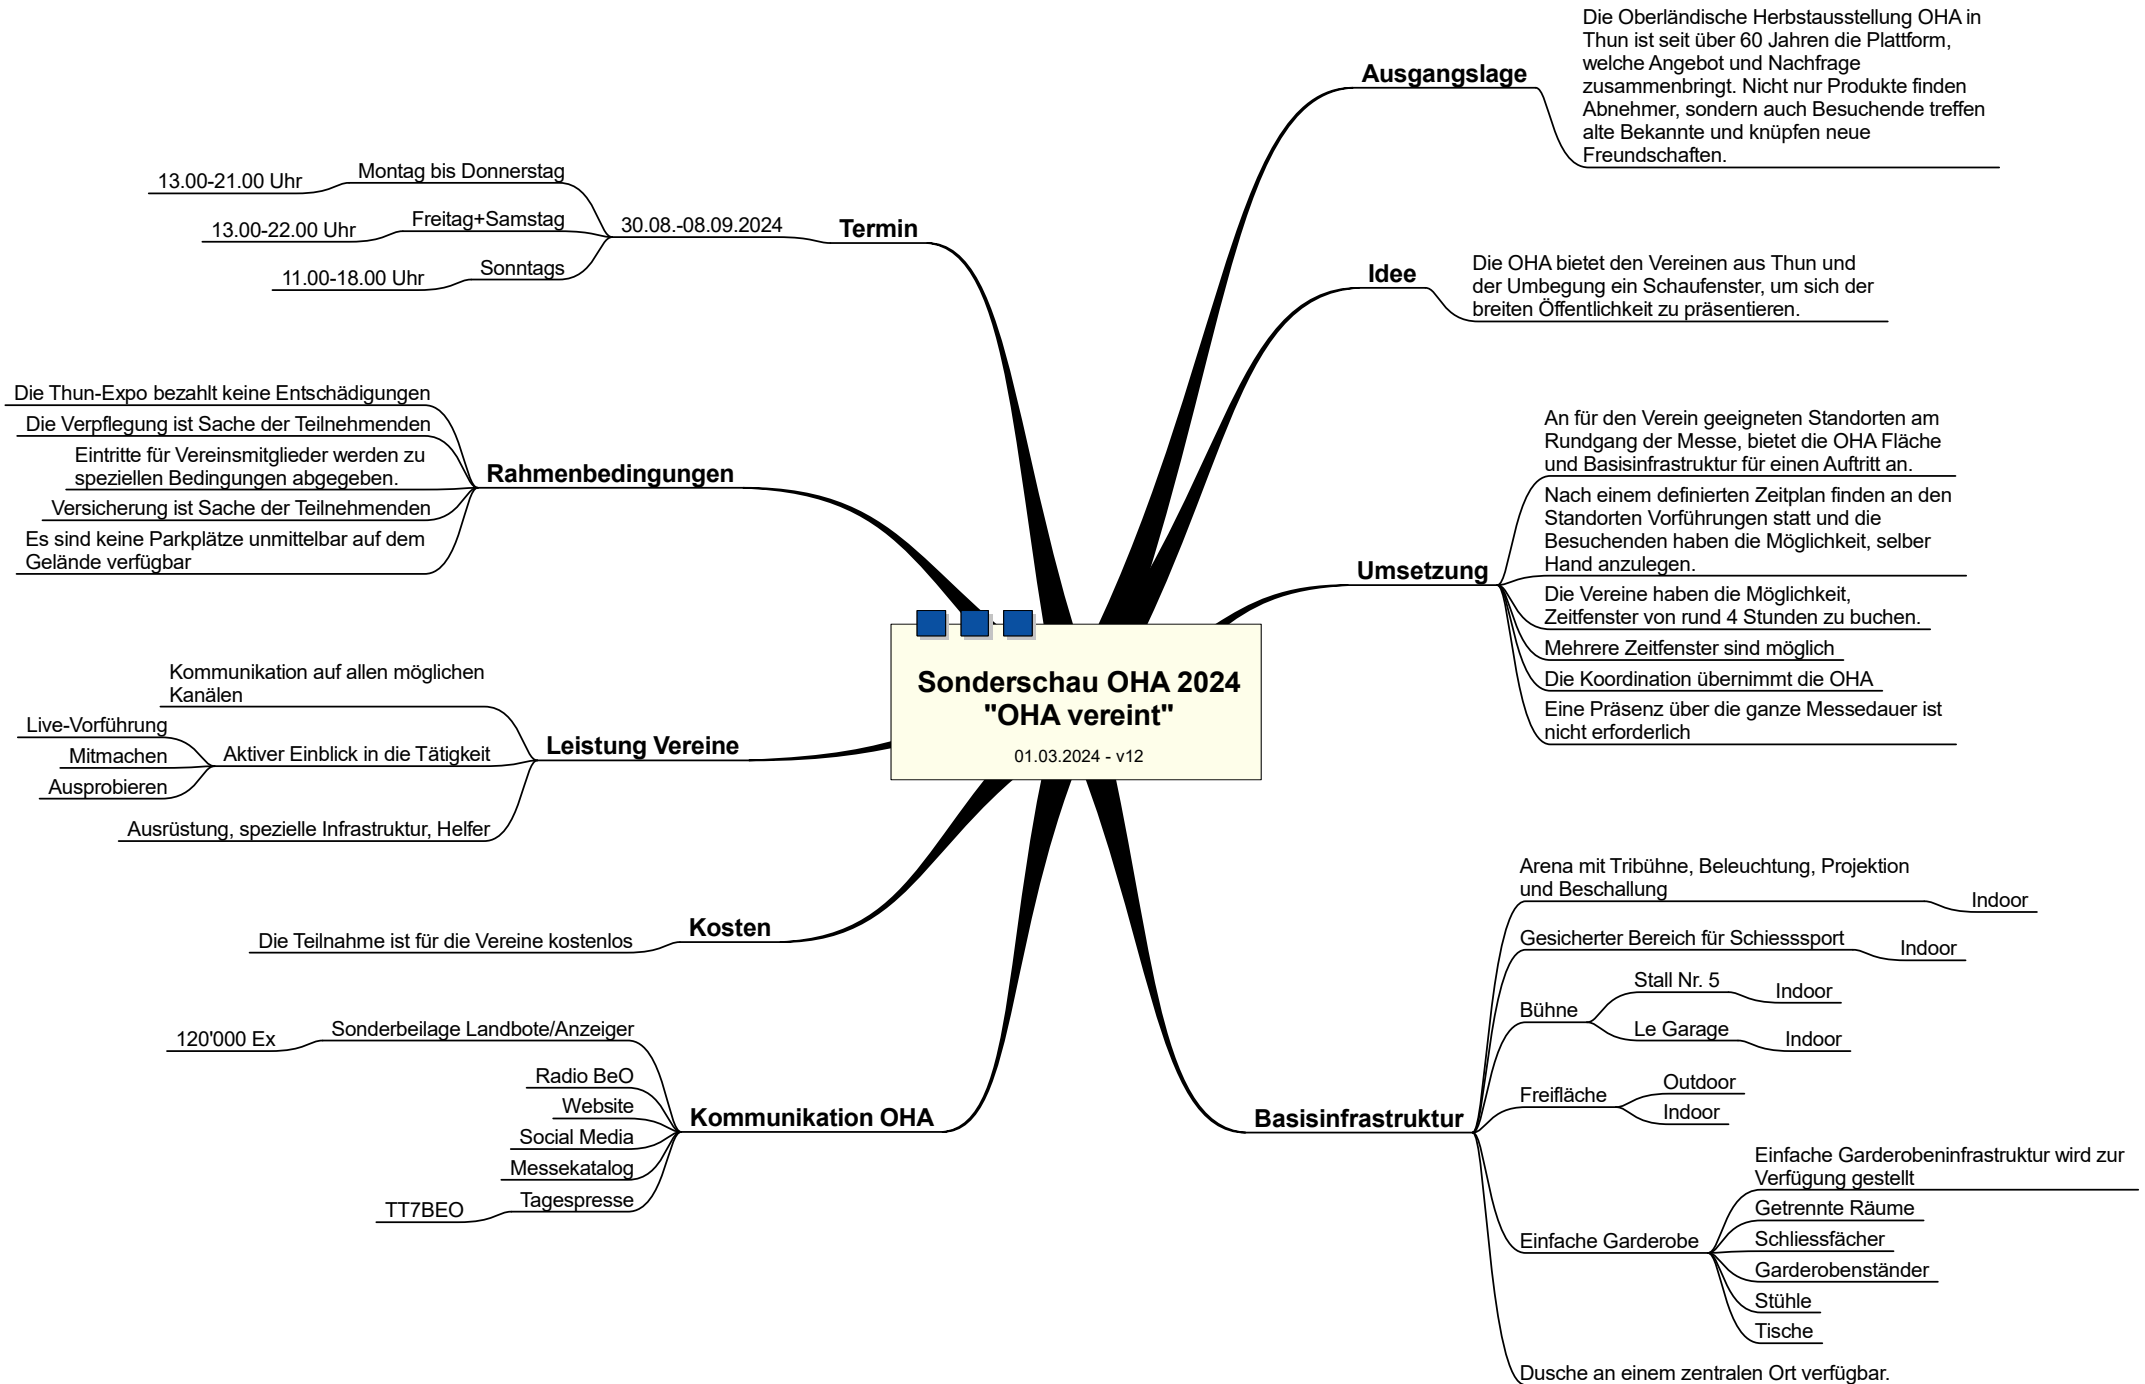 Sonderschau OHA 2024
"OHA vereint"
01.03.2024 - v12
Ausgangslage
Die Oberländische Herbstausstellung OHA in
Thun ist seit über 60 Jahren die Plattform,
welche Angebot und Nachfrage
zusammenbringt. Nicht nur Produkte finden
Abnehmer, sondern auch Besuchende treffen
alte Bekannte und knüpfen neue
Freundschaften.
Idee
Die OHA bietet den Vereinen aus Thun und
der Umbegung ein Schaufenster, um sich der
breiten Öffentlichkeit zu präsentieren.
Umsetzung
An für den Verein geeigneten Standorten am
Rundgang der Messe, bietet die OHA Fläche
und Basisinfrastruktur für einen Auftritt an.
Nach einem definierten Zeitplan finden an den
Standorten Vorführungen statt und die
Besuchenden haben die Möglichkeit, selber
Hand anzulegen.
Die Vereine haben die Möglichkeit,
Zeitfenster von rund 4 Stunden zu buchen.
Mehrere Zeitfenster sind möglich
Die Koordination übernimmt die OHA
Eine Präsenz über die ganze Messedauer ist
nicht erforderlich
Basisinfrastruktur
Arena mit Tribühne, Beleuchtung, Projektion
und Beschallung
Indoor
Gesicherter Bereich für Schiesssport
Indoor
Bühne
Stall Nr. 5
Indoor
Le Garage
Indoor
Freifläche
Outdoor
Indoor
Einfache Garderobe
Einfache Garderobeninfrastruktur wird zur
Verfügung gestellt
Getrennte Räume
Schliessfächer
Garderobenständer
Stühle
Tische
Dusche an einem zentralen Ort verfügbar.
Termin
30.08.-08.09.2024
Montag bis Donnerstag
13.00-21.00 Uhr
Freitag+Samstag
13.00-22.00 Uhr
Sonntags
11.00-18.00 Uhr
Rahmenbedingungen
Die Thun-Expo bezahlt keine Entschädigungen
Die Verpflegung ist Sache der Teilnehmenden
Eintritte für Vereinsmitglieder werden zu
speziellen Bedingungen abgegeben.
Versicherung ist Sache der Teilnehmenden
Es sind keine Parkplätze unmittelbar auf dem
Gelände verfügbar
Leistung Vereine
Kommunikation auf allen möglichen
Kanälen
Aktiver Einblick in die Tätigkeit
Live-Vorführung
Mitmachen
Ausprobieren
Ausrüstung, spezielle Infrastruktur, Helfer
Kosten
Die Teilnahme ist für die Vereine kostenlos
Kommunikation OHA
Sonderbeilage Landbote/Anzeiger
120'000 Ex
Radio BeO
Website
Social Media
Messekatalog
Tagespresse
TT7BEO